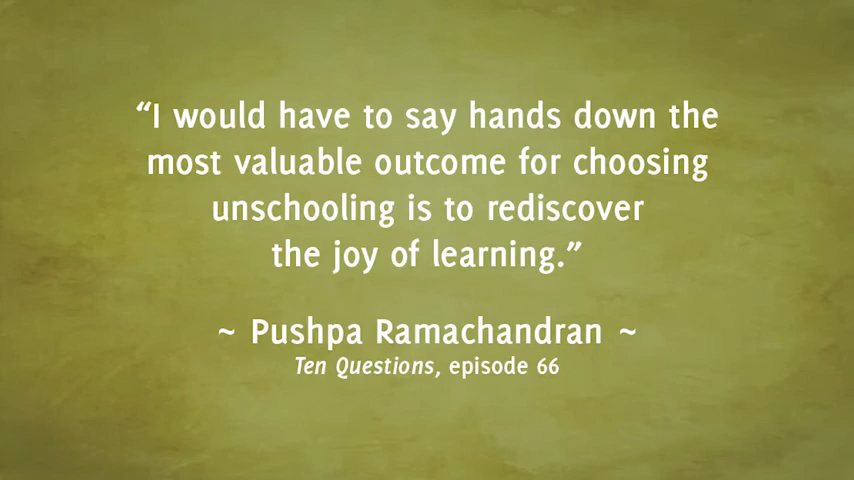 “I would have to say hands down the
most valuable outcome for choosing
unschooling is to rediscover
the joy of learning.”
~ Pushpa Ramachandran ~
Ten Questions, episode 66